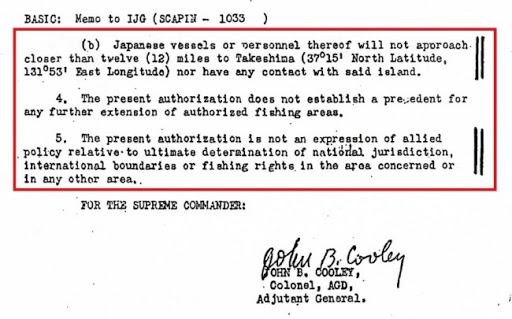 BASIC: Memo to IJG (SCAPIN - 1033 )
(b) Japanese vessels or personnel thereof will not approach
closer than twelve (12) miles to Takeshima (37°15' North Latitude,
131°53' East Longitude) nor have any contact with said island.
4. The present authorization does not establish a precedent for
any further extension of authorized fishing areas.
5. The present authorization is not an expression of allied
policy relative to ultimate determination of national jurisdiction,
international boundaries or fishing rights in the area concerned or
in any other area.
FOR THE SUPREME COMMANDER:
John B. Cooley
JOHN B. COOLEY,
Colonel, AGD,
Adjutant General.